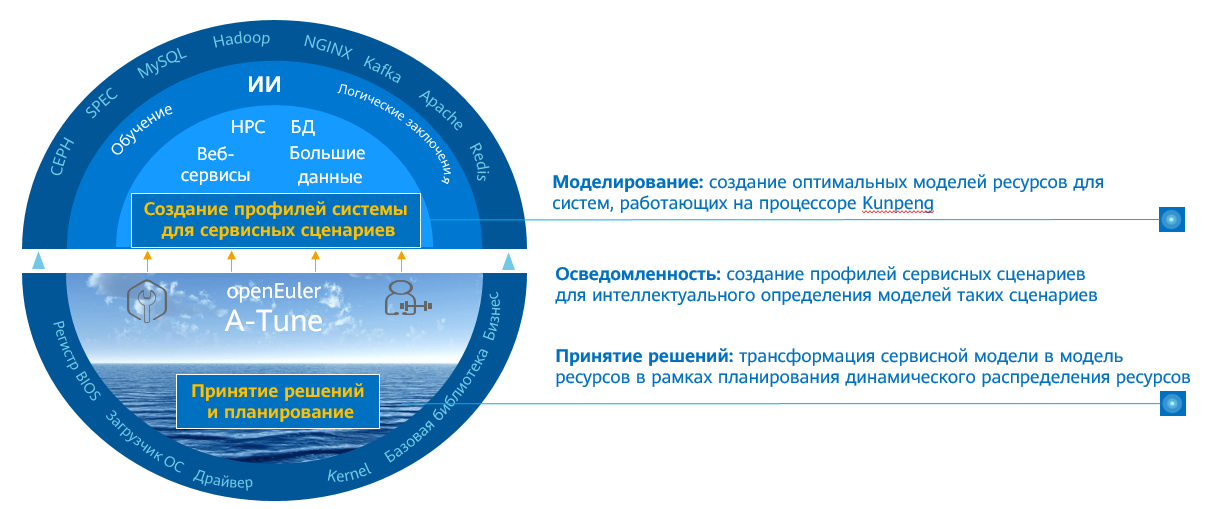 CEPH
SPEC
MySQL
Hadoop
NGINX
Kafka
Apache
Redis
ИИ
Обучение
Логические заключения
HPC
БД
Веб-
сервисы
Большие
данные
Создание профилей системы
для сервисных сценариев
openEuler
A-Tune
Принятие решений
и планирование
Регистр BIOS
Загрузчик ОС
Драйвер
Kernel
Базовая библиотека
Бизнес
Моделирование: создание оптимальных моделей ресурсов для
систем, работающих на процессоре Kunpeng
Осведомленность: создание профилей сервисных сценариев
для интеллектуального определения моделей таких сценариев
Принятие решений: трансформация сервисной модели в модель
ресурсов в рамках планирования динамического распределения ресурсов